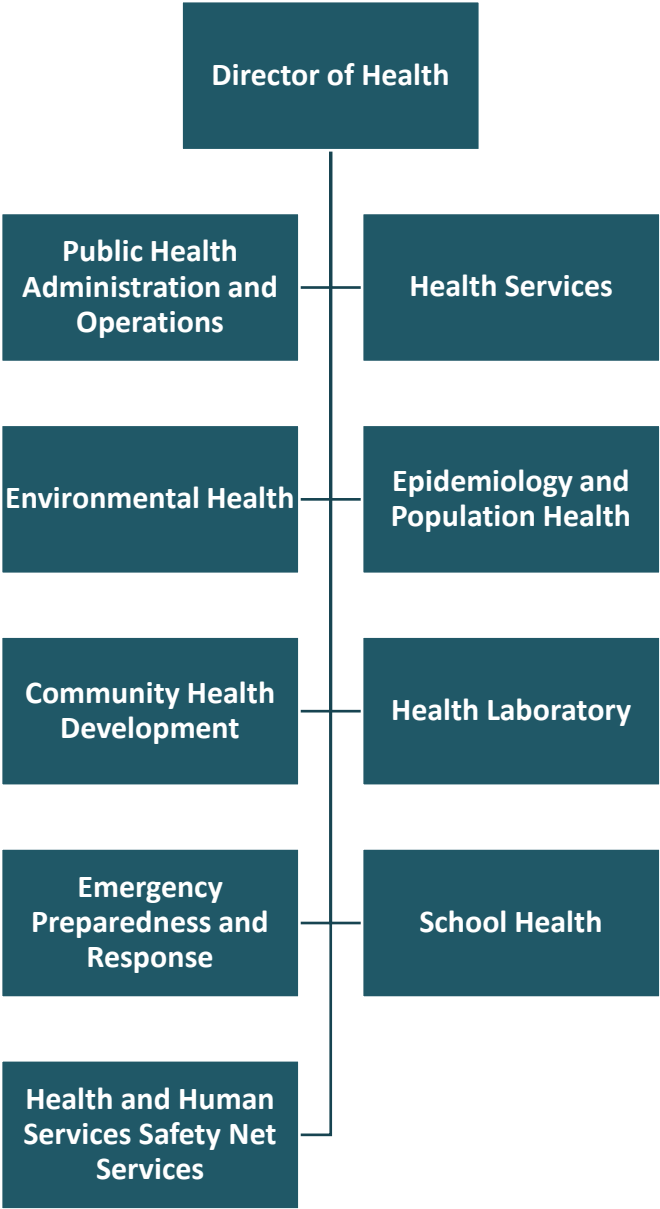 Director of Health
Public Health
Administration and
Operations
Health Services
Environmental Health
Epidemiology and
Population Health
Community Health
Development
Health Laboratory
Emergency
Preparedness and
Response
School Health
Health and Human
Services Safety Net
Services